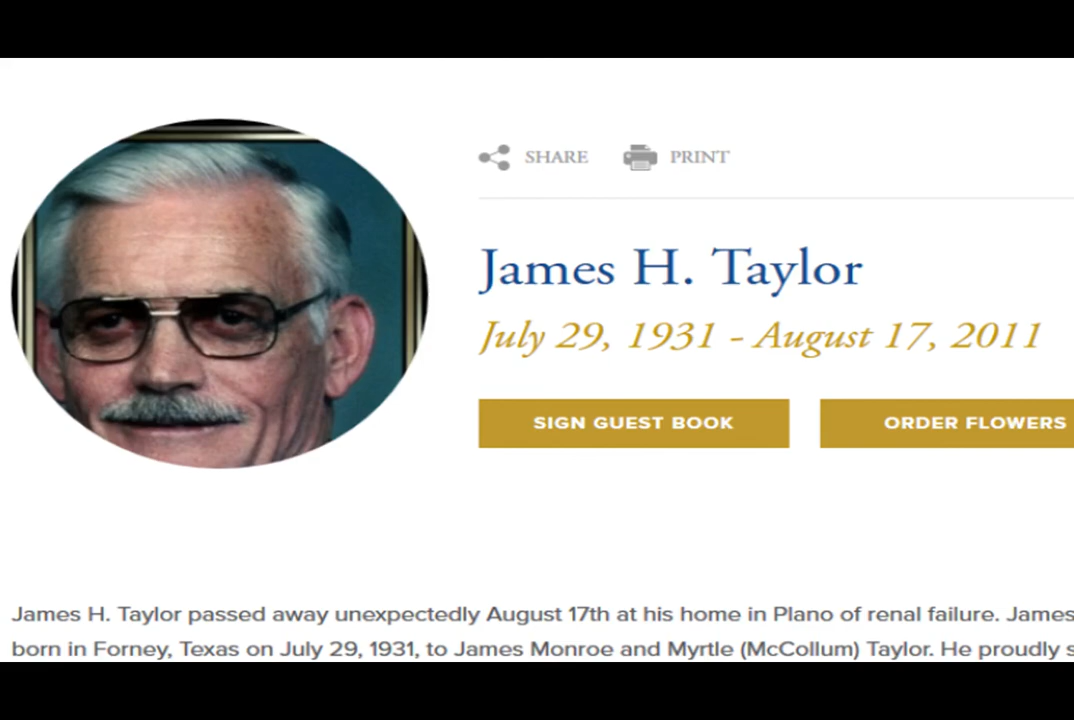 SHARE PRINT
James H. Taylor
July 29, 1931 - August 17, 2011
SIGN GUEST BOOK ORDER FLOWERS
James H. Taylor passed away unexpectedly August 17th at his home in Plano of renal failure. James
born in Forney, Texas on July 29, 1931, to James Monroe and Myrtle (McCollum) Taylor. He proudly s